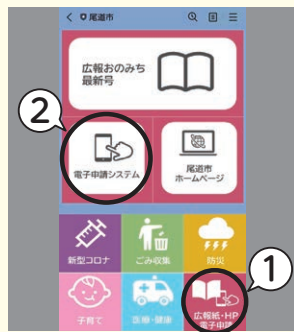 尾道市
広報おのみち
最新号
②
電子申請システム
尾道市
ホームページ
新型コロナ
ごみ収集
防災
①
子育て
医療・健康
広報紙・HP
電子申請